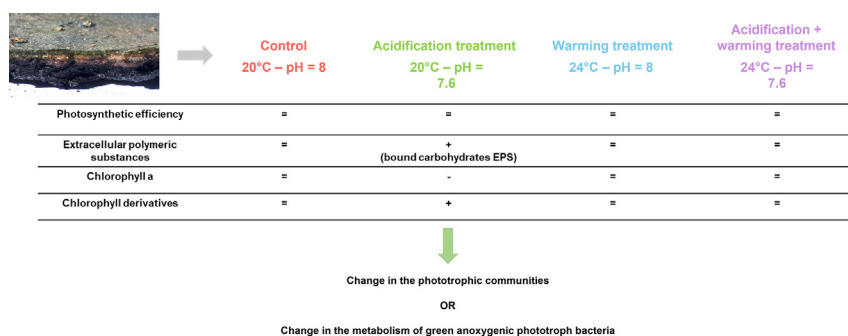 Control
20°C – pH = 8
Acidification treatment
20°C – pH =
7.6
Warming treatment
24°C – pH = 8
Acidification +
warming treatment
24°C – pH =
7.6
Photosynthetic efficiency = = = =
Extracellular polymeric
substances
= + = =
(bound carbohydrates EPS)
Chlorophyll a = - = =
Chlorophyll derivatives = + = =
Change in the phototrophic communities
OR
Change in the metabolism of green anoxygenic phototroph bacteria